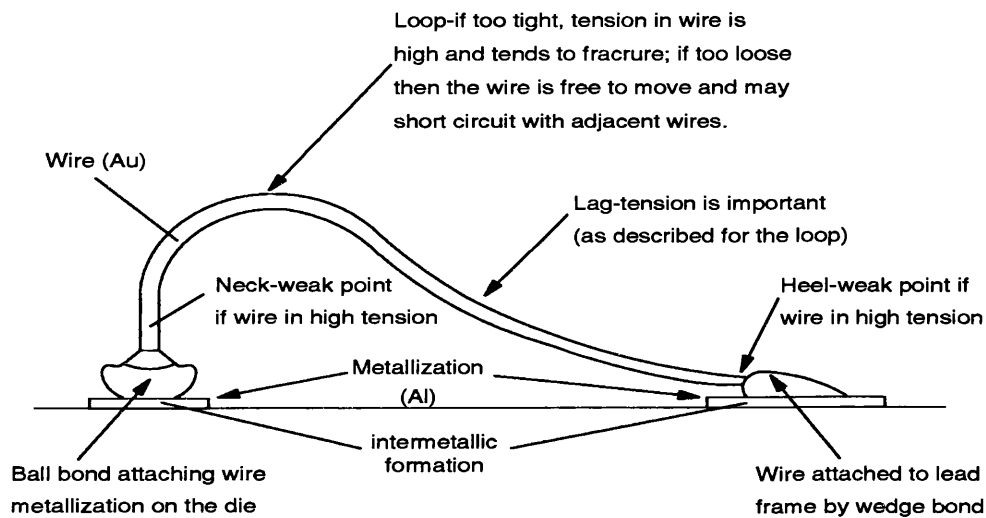 Loop-if too tight, tension in wire is
high and tends to fracrure; if too loose
then the wire is free to move and may
short circuit with adjacent wires.
Wire (Au)
Lag-tension is important
(as described for the loop)
Neck-weak point
if wire in high tension
Heel-weak point if
wire in high tension
Metallization
(Al)
intermetallic
formation
Ball bond attaching wire
metallization on the die
Wire attached to lead
frame by wedge bond